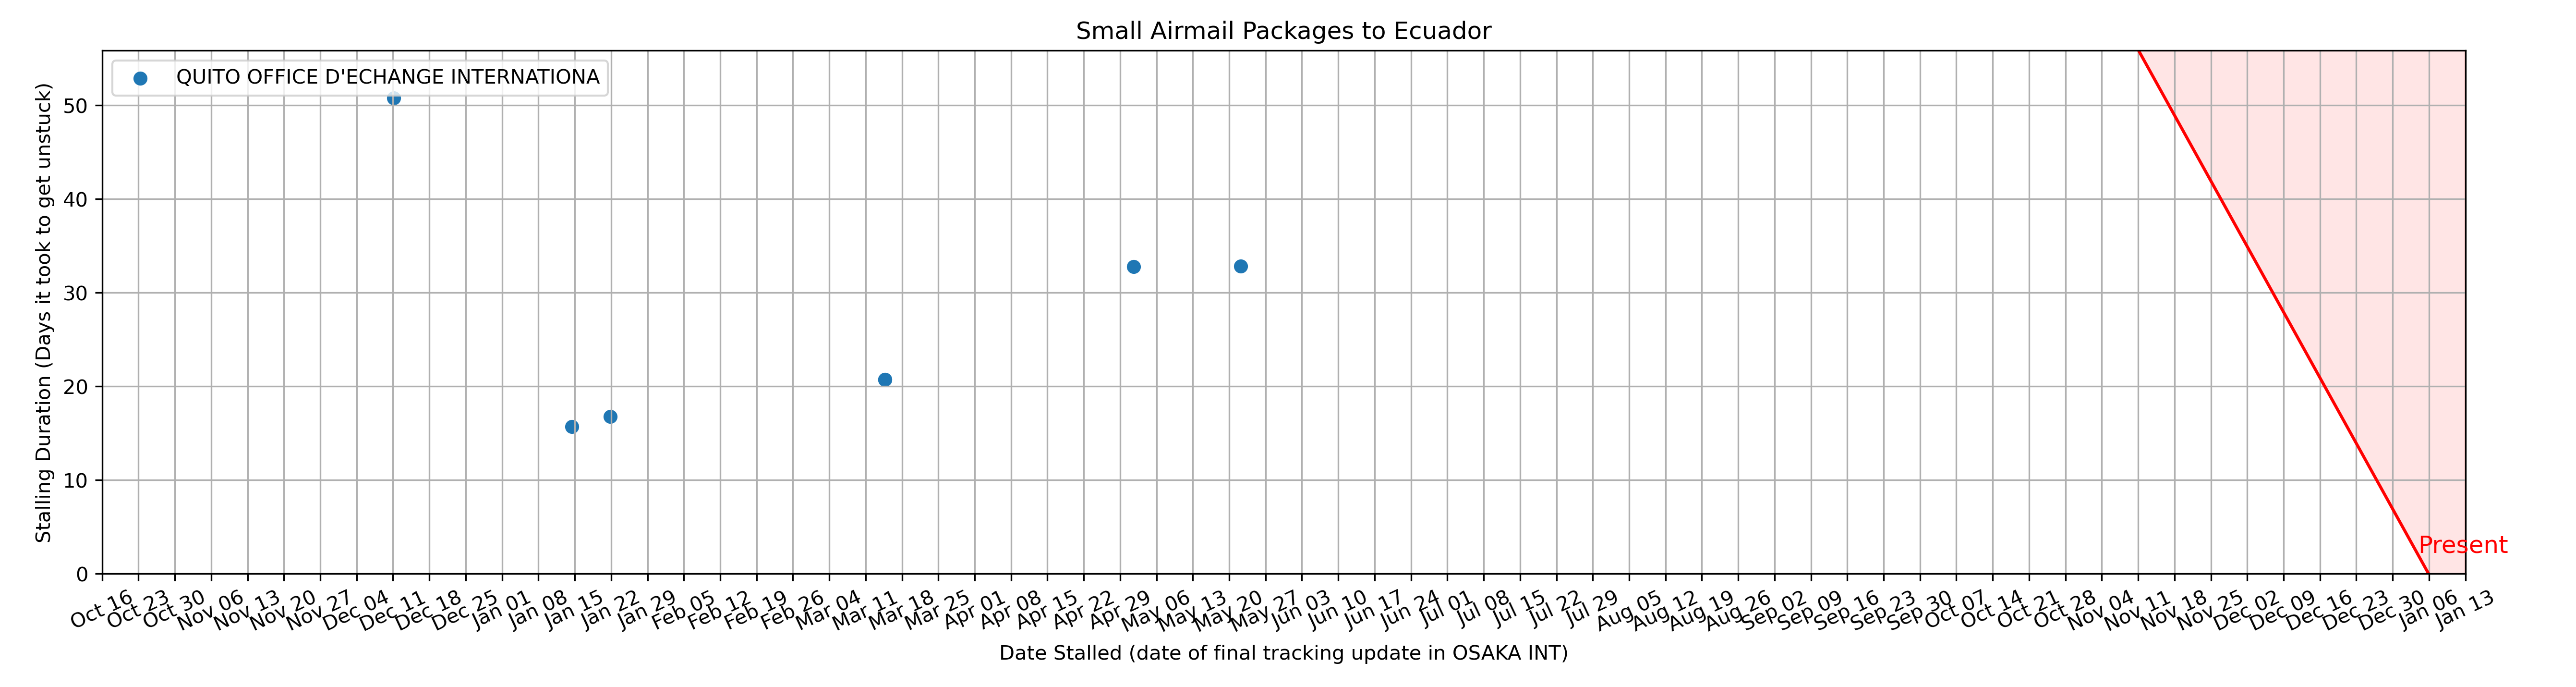 Small Airmail Packages to Ecuador
QUITO OFFICE D'ECHANGE INTERNATIONA
Stalling Duration (Days it took to get unstuck)
50
40
30
20
10
0
Present
Oct 16 Oct 23 Oct 30 Nov 06 Nov 13 Nov 20 Nov 27 Dec 04 Dec 11 Dec 18 Dec 25 Jan 01 Jan 08 Jan 15 Jan 22 Jan 29 Feb 05 Feb 12 Feb 19 Feb 26 Mar 04 Mar 11 Mar 18 Mar 25 Apr 01 Apr 08 Apr 15 Apr 22 Apr 29 May 06 May 13 May 20 May 27 Jun 03 Jun 10 Jun 17 Jun 24 Jul 01 Jul 08 Jul 15 Jul 22 Jul 29 Aug 05 Aug 12 Aug 19 Aug 26 Sep 02 Sep 09 Sep 16 Sep 23 Sep 30 Oct 07 Oct 14 Oct 21 Oct 28 Nov 04 Nov 11 Nov 18 Nov 25 Dec 02 Dec 09 Dec 16 Dec 23 Dec 30 Jan 06 Jan 13
Date Stalled (date of final tracking update in OSAKA INT)